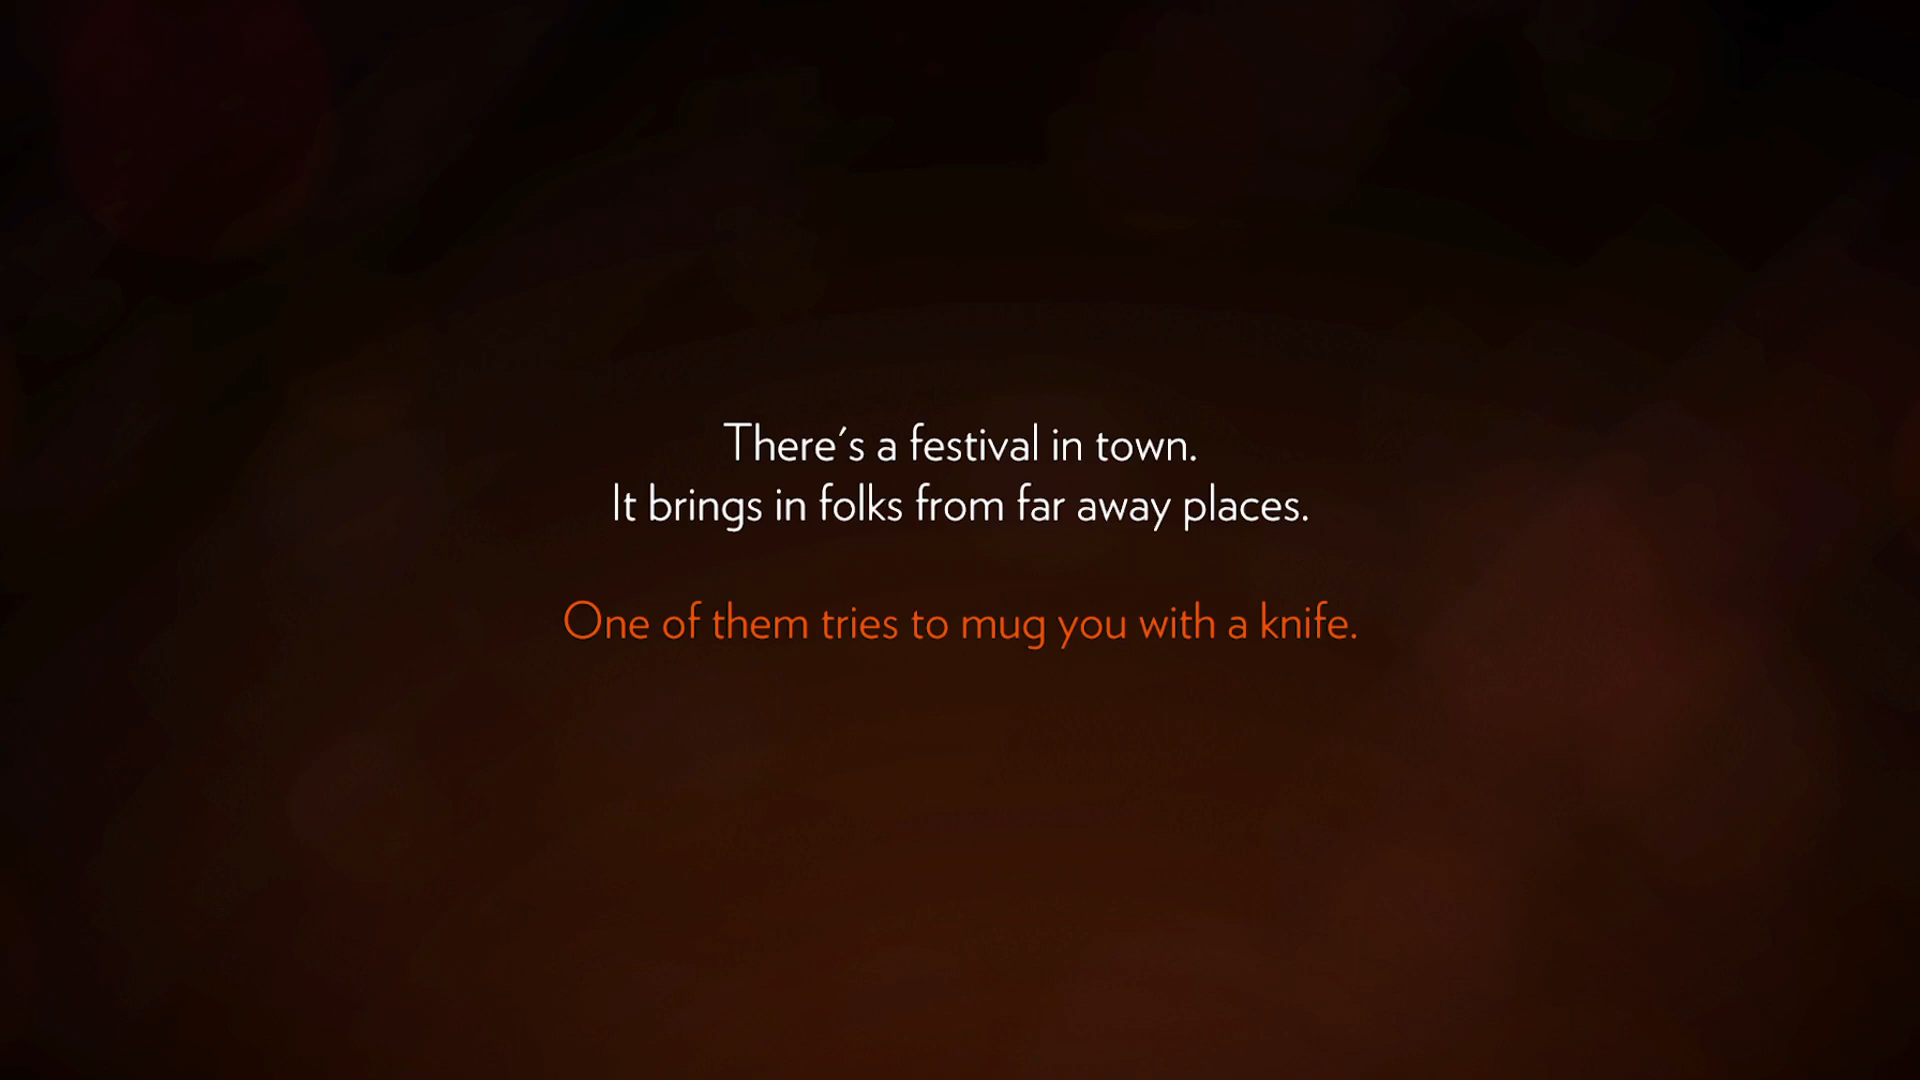 There's a festival in town.
It brings in folks from far away places.
One of them tries to mug you with a knife.